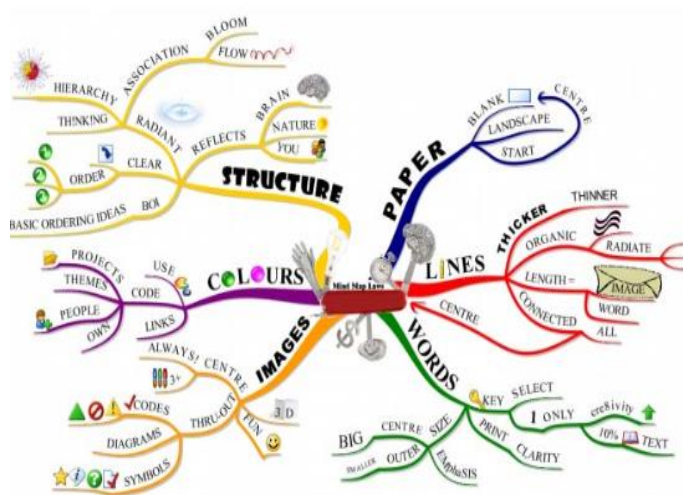 Mind Map Laws
STRUCTURE
RADIANT
ASSOCIATION
BLOOM
FLOW
HIERARCHY
THINKING
REFLECTS
BRAIN
NATURE
YOU
CLEAR
ORDER
1
2
BOI
BASIC ORDERING IDEAS
PAPER
BLANK
CENTRE
LANDSCAPE
START
LINES
THICKER
THINNER
ORGANIC
RADIATE
LENGTH =
IMAGE
WORD
CONNECTED
ALL
CENTRE
WORDS
KEY
SELECT
1 ONLY
cre8ivity
10% TEXT
PRINT
CLARITY
SIZE
CENTRE
BIG
OUTER
SMALLER
EMphaSIS
IMAGES
CENTRE
ALWAYS!
3+
3D
FUN
THRU-OUT
CODES
DIAGRAMS
SYMBOLS
COLOURS
USE
CODE
PROJECTS
THEMES
PEOPLE
OWN
LINKS